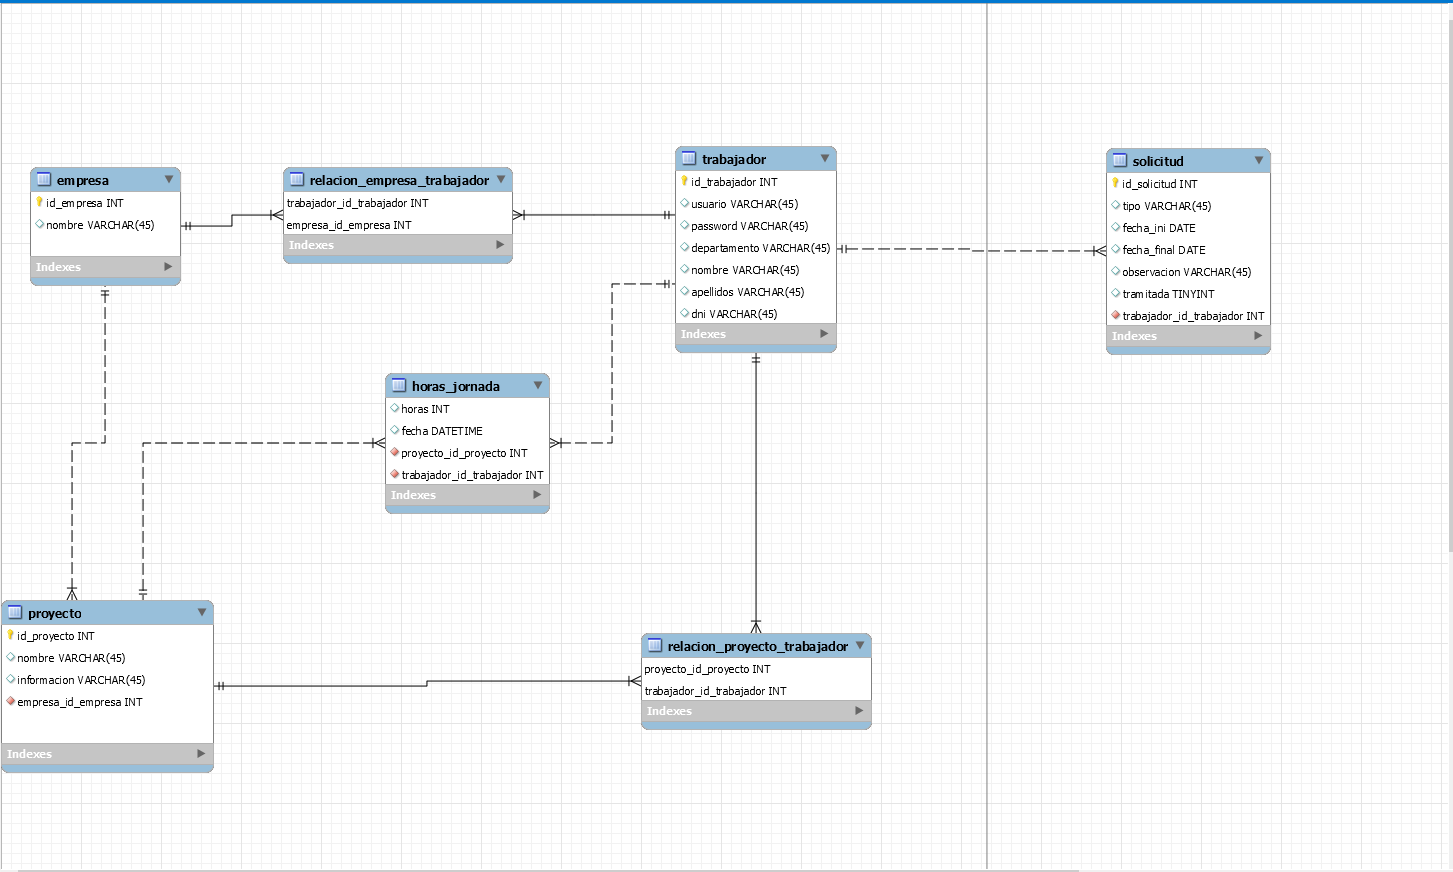 empresa
id_empresa INT
nombre VARCHAR(45)
Indexes
relacion_empresa_trabajador
trabajador_id_trabajador INT
empresa_id_empresa INT
Indexes
trabajador
id_trabajador INT
usuario VARCHAR(45)
password VARCHAR(45)
departamento VARCHAR(45)
nombre VARCHAR(45)
apellidos VARCHAR(45)
dni VARCHAR(45)
Indexes
solicitud
id_solicitud INT
tipo VARCHAR(45)
fecha_ini DATE
fecha_final DATE
observacion VARCHAR(45)
tramitada TINYINT
trabajador_id_trabajador INT
Indexes
horas_jornada
horas INT
fecha DATETIME
proyecto_id_proyecto INT
trabajador_id_trabajador INT
Indexes
proyecto
id_proyecto INT
nombre VARCHAR(45)
informacion VARCHAR(45)
empresa_id_empresa INT
Indexes
relacion_proyecto_trabajador
proyecto_id_proyecto INT
trabajador_id_trabajador INT
Indexes